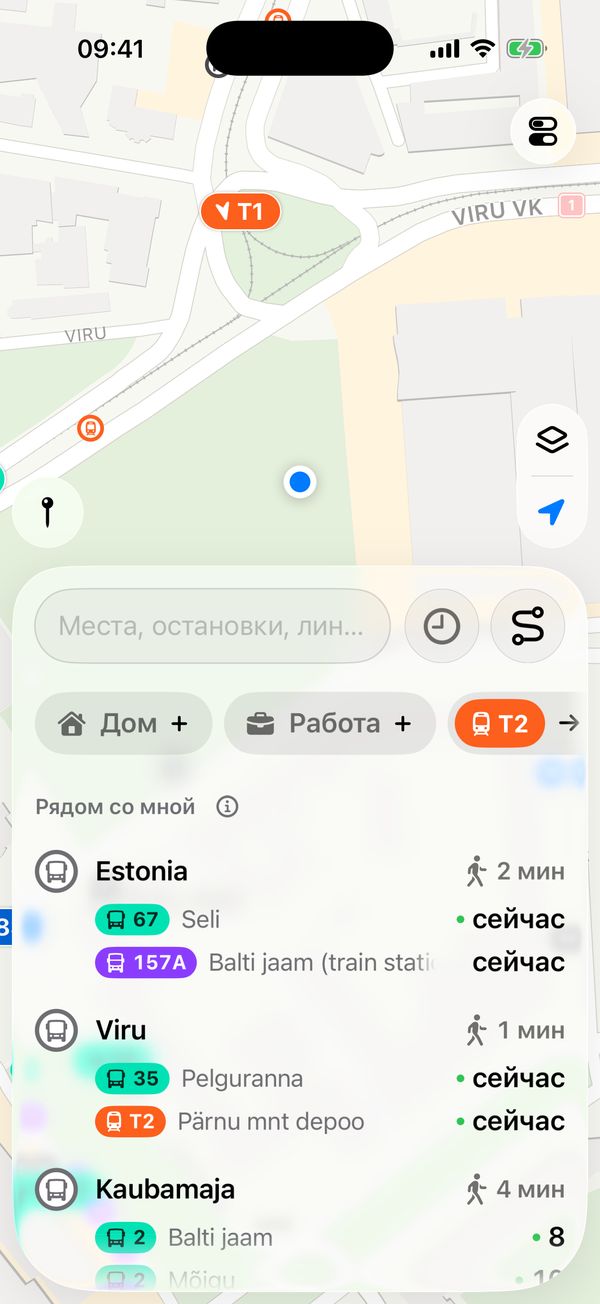 09:41
T1
VIRU VK
1
VIRU
Места, остановки, лин...
Дом +
Работа +
T2
Рядом со мной
Estonia
2 мин
67 Seli
сейчас
157A Balti jaam (train static
сейчас
Viru
1 мин
35 Pelguranna
сейчас
T2 Pärnu mnt depoo
сейчас
Kaubamaja
4 мин
2 Balti jaam
8
2 Mõigu